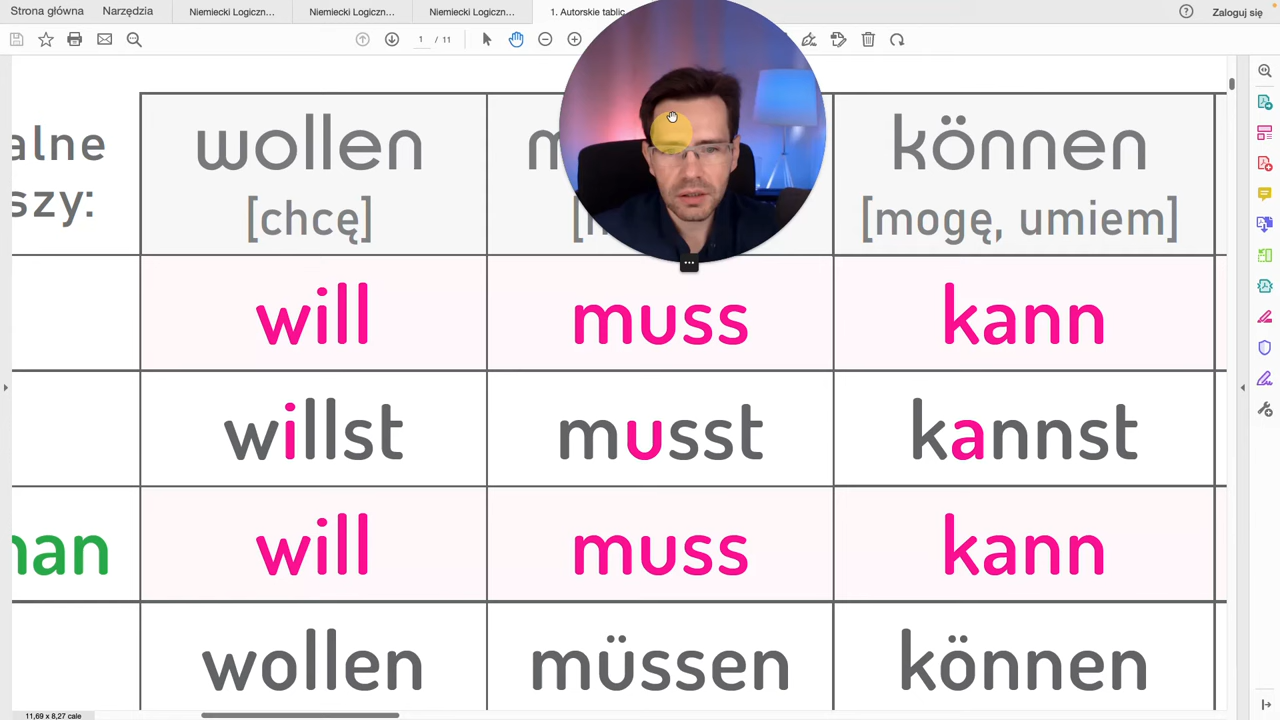 Strona główna Narzędzia Niemiecki Logiczn... Niemiecki Logiczn... Niemiecki Logiczn... 1. Autorskie tablic... Zaloguj się
1 / 11
alne wollen können
szy: [chcę] [mogę, umiem]
will muss kann
willst musst kannst
will muss kann
wollen müssen können
11,69 x 8,27 cale